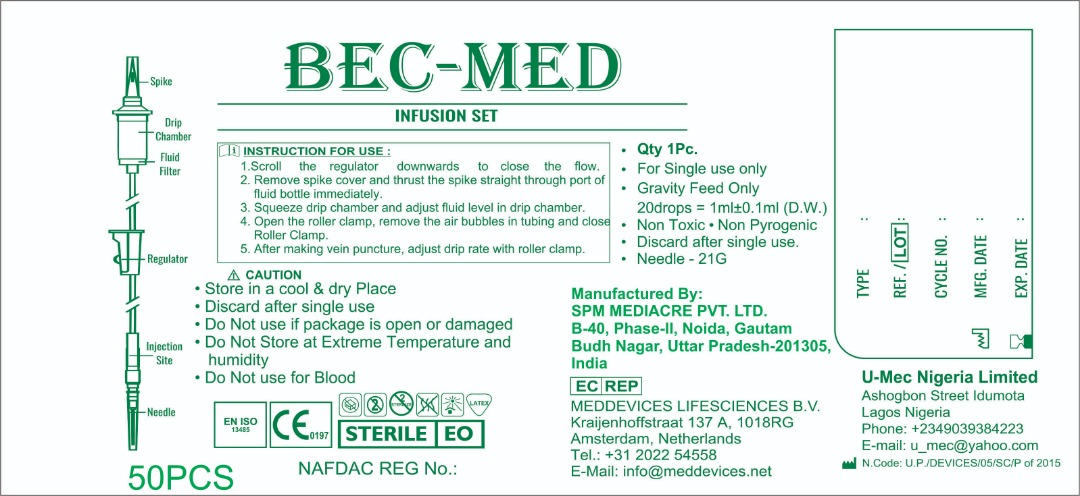 BEC-MED
INFUSION SET
Spike
Drip
Chamber
Fluid
Filter
Regulator
Injection
Site
Needle
50PCS
INSTRUCTION FOR USE :
1.Scroll the regulator downwards to close the flow.
2. Remove spike cover and thrust the spike straight through port of
fluid bottle immediately.
3. Squeeze drip chamber and adjust fluid level in drip chamber.
4. Open the roller clamp, remove the air bubbles in tubing and close
Roller Clamp.
5. After making vein puncture, adjust drip rate with roller clamp.
CAUTION
• Store in a cool & dry Place
• Discard after single use
• Do Not use if package is open or damaged
• Do Not Store at Extreme Temperature and
humidity
• Do Not use for Blood
EN ISO
13485
CE 0197
2
2
LATEX
STERILE EO
NAFDAC REG No.:
• Qty 1Pc.
• For Single use only
• Gravity Feed Only
20drops = 1ml±0.1ml (D.W.)
• Non Toxic • Non Pyrogenic
• Discard after single use.
• Needle - 21G
Manufactured By:
SPM MEDIACRE PVT. LTD.
B-40, Phase-II, Noida, Gautam
Budh Nagar, Uttar Pradesh-201305,
India
EC REP
MEDDEVICES LIFESCIENCES B.V.
Kraijenhoffstraat 137 A, 1018RG
Amsterdam, Netherlands
Tel.: +31 2022 54558
E-Mail: info@meddevices.net
TYPE :
REF. / LOT :
CYCLE NO. :
MFG. DATE :
EXP. DATE :
U-Mec Nigeria Limited
Ashogbon Street Idumota
Lagos Nigeria
Phone: +2349039384223
E-mail: u_mec@yahoo.com
N.Code: U.P./DEVICES/05/SC/P of 2015